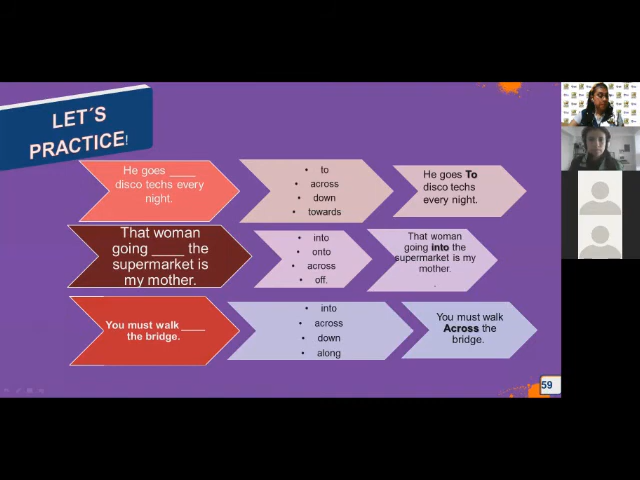 LET´S
PRACTICE!
He goes ____
disco techs every
night.
• to
• across
• down
• towards
He goes To
disco techs
every night.
That woman
going ____ the
supermarket is
my mother.
• into
• onto
• across
• off.
That woman
going into the
supermarket is my
mother.
.
You must walk ____
the bridge.
• into
• across
• down
• along
You must walk
Across the
bridge.
59